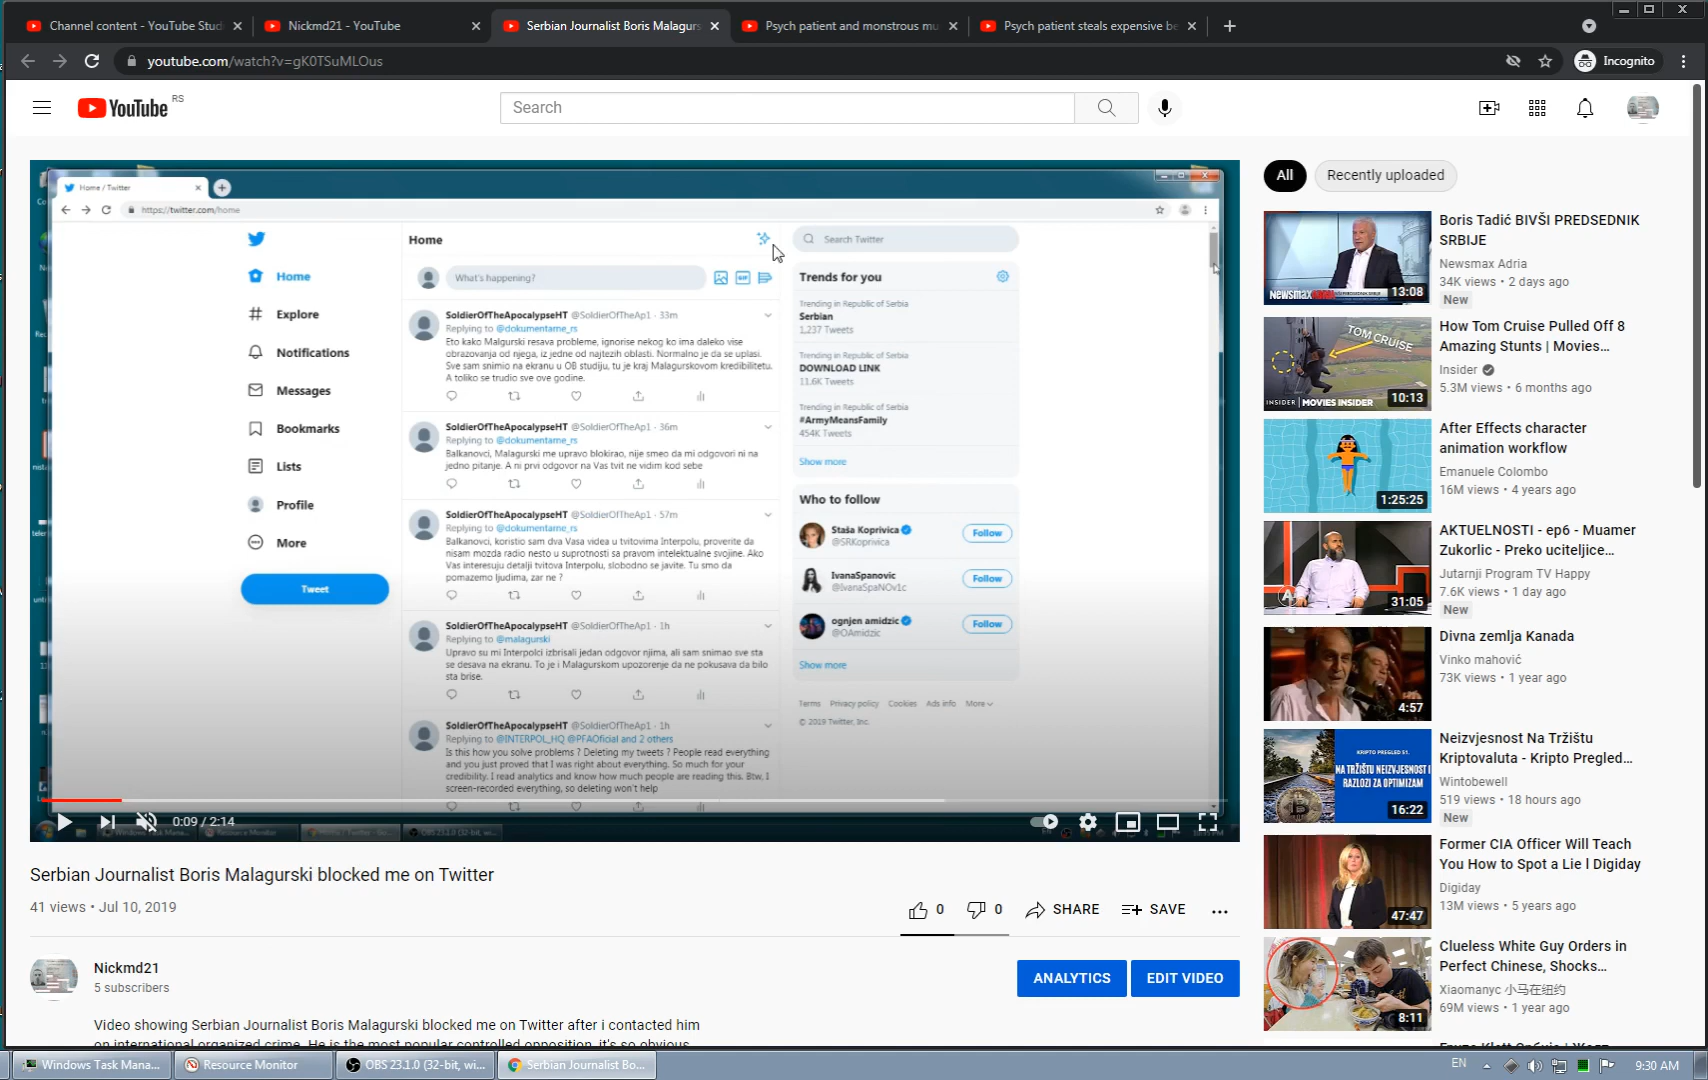 Channel content - YouTube Stud
Nickmd21 - YouTube
Serbian Journalist Boris Malagurs
Psych patient and monstrous mu
Psych patient steals expensive be
youtube.com/watch?v=gK0TSuMLOus
Incognito
YouTube RS
Search
Home / Twitter
https://twitter.com/home
Home
Explore
Notifications
Messages
Bookmarks
Lists
Profile
More
Tweet
Home
What's happening?
GIF
SoldierOfTheApocalypseHT @SoldierOfTheAp1 · 33m
Replying to @dokumentarne_rs
Eto kako Malgurski resava probleme, ignorise nekog ko ima daleko vise
obrazovanja od njega, iz jedne od najtezih oblasti. Normalno je da se uplasi.
Sve sam snimio na ekranu u OB studiju, tu je kraj Malagurskovom kredibilitetu.
A toliko se trudio sve ove godine.
SoldierOfTheApocalypseHT @SoldierOfTheAp1 · 36m
Replying to @dokumentarne_rs
Balkanovci, Malagurski me upravo blokirao, nije smeo da mi odgovori ni na
jedno pitanje. A ni prvi odgovor na Vas tvit ne vidim kod sebe
SoldierOfTheApocalypseHT @SoldierOfTheAp1 · 57m
Replying to @dokumentarne_rs
Balkanovci, koristio sam dva Vasa videa u tvitovima Interpolu, proverite da
nisam mozda radio nesto u suprotnosti sa pravom intelektualne svojine. Ako
Vas interesuju detalji tvitova Interpolu, slobodno se javite. Tu smo da
pomazemo ljudima, zar ne ?
SoldierOfTheApocalypseHT @SoldierOfTheAp1 · 1h
Replying to @malagurski
Upravo su mi Interpolci izbrisali jedan odgovor njima, ali sam snimao sve sta
se desava na ekranu. To je i Malagurskom upozorenje da ne pokusava da bilo
sta brise.
SoldierOfTheApocalypseHT @SoldierOfTheAp1 · 1h
Replying to @INTERPOL_HQ @PFAOficial and 2 others
Is this how you solve problems ? Deleting my tweets ? People read everything
and you just proved that I was right about everything. So much for your
credibility. I read analytics and know how much people are reading this. Btw, I
screen-recorded everything, so deleting won't help
Search Twitter
Trends for you
Trending in Republic of Serbia
Serbian
1,237 Tweets
Trending in Republic of Serbia
DOWNLOAD LINK
11.6K Tweets
Trending in Republic of Serbia
#ArmyMeansFamily
454K Tweets
Show more
Who to follow
Staša Koprivica
@SRKoprivica
Follow
IvanaSpanovic
@IvanaSpaNOv1c
Follow
ognjen amidzic
@OAmidzic
Follow
Show more
Terms Privacy policy Cookies Ads info More
© 2019 Twitter, Inc.
0:09 / 2:14
Serbian Journalist Boris Malagurski blocked me on Twitter
41 views • Jul 10, 2019
0
0
SHARE
SAVE
Nickmd21
5 subscribers
ANALYTICS
EDIT VIDEO
Video showing Serbian Journalist Boris Malagurski blocked me on Twitter after i contacted him
on international organized crime. He is the most popular controlled opposition, it's so obvious
All
Recently uploaded
NEWSMAX
13:08
Boris Tadić BIVŠI PREDSEDNIK
SRBIJE
Newsmax Adria
34K views • 2 days ago
New
TOM CRUISE
INSIDER | MOVIES INSIDER
10:13
How Tom Cruise Pulled Off 8
Amazing Stunts | Movies...
Insider
5.3M views • 6 months ago
1:25:25
After Effects character
animation workflow
Emanuele Colombo
16M views • 4 years ago
31:05
AKTUELNOSTI - ep6 - Muamer
Zukorlic - Preko uciteljice...
Jutarnji Program TV Happy
7.6K views • 1 day ago
New
4:57
Divna zemlja Kanada
Vinko mahović
73K views • 1 year ago
KRIPTO PREGLED 51.
NA TRŽIŠTU NEIZVJESNOST I
RAZLOZI ZA OPTIMIZAM
16:22
Neizvjesnost Na Tržištu
Kriptovaluta - Kripto Pregled...
Wintobewell
519 views • 18 hours ago
New
47:47
Former CIA Officer Will Teach
You How to Spot a Lie l Digiday
Digiday
13M views • 5 years ago
8:11
Clueless White Guy Orders in
Perfect Chinese, Shocks...
Xiaomanyc 小马在纽约
69M views • 1 year ago
Windows Task Mana...
Resource Monitor
OBS 23.1.0 (32-bit, wi...
Serbian Journalist Bo...
EN
9:30 AM